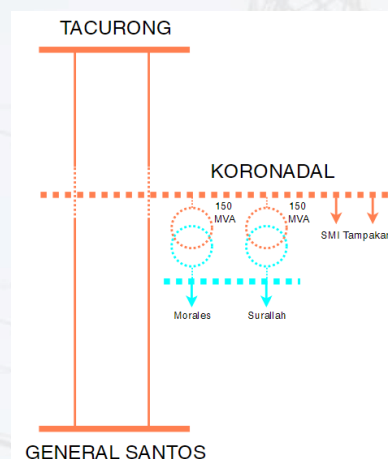 TACURONG
KORONADAL
150
MVA
150
MVA
SMI Tampakan
Morales
Surallah
GENERAL SANTOS